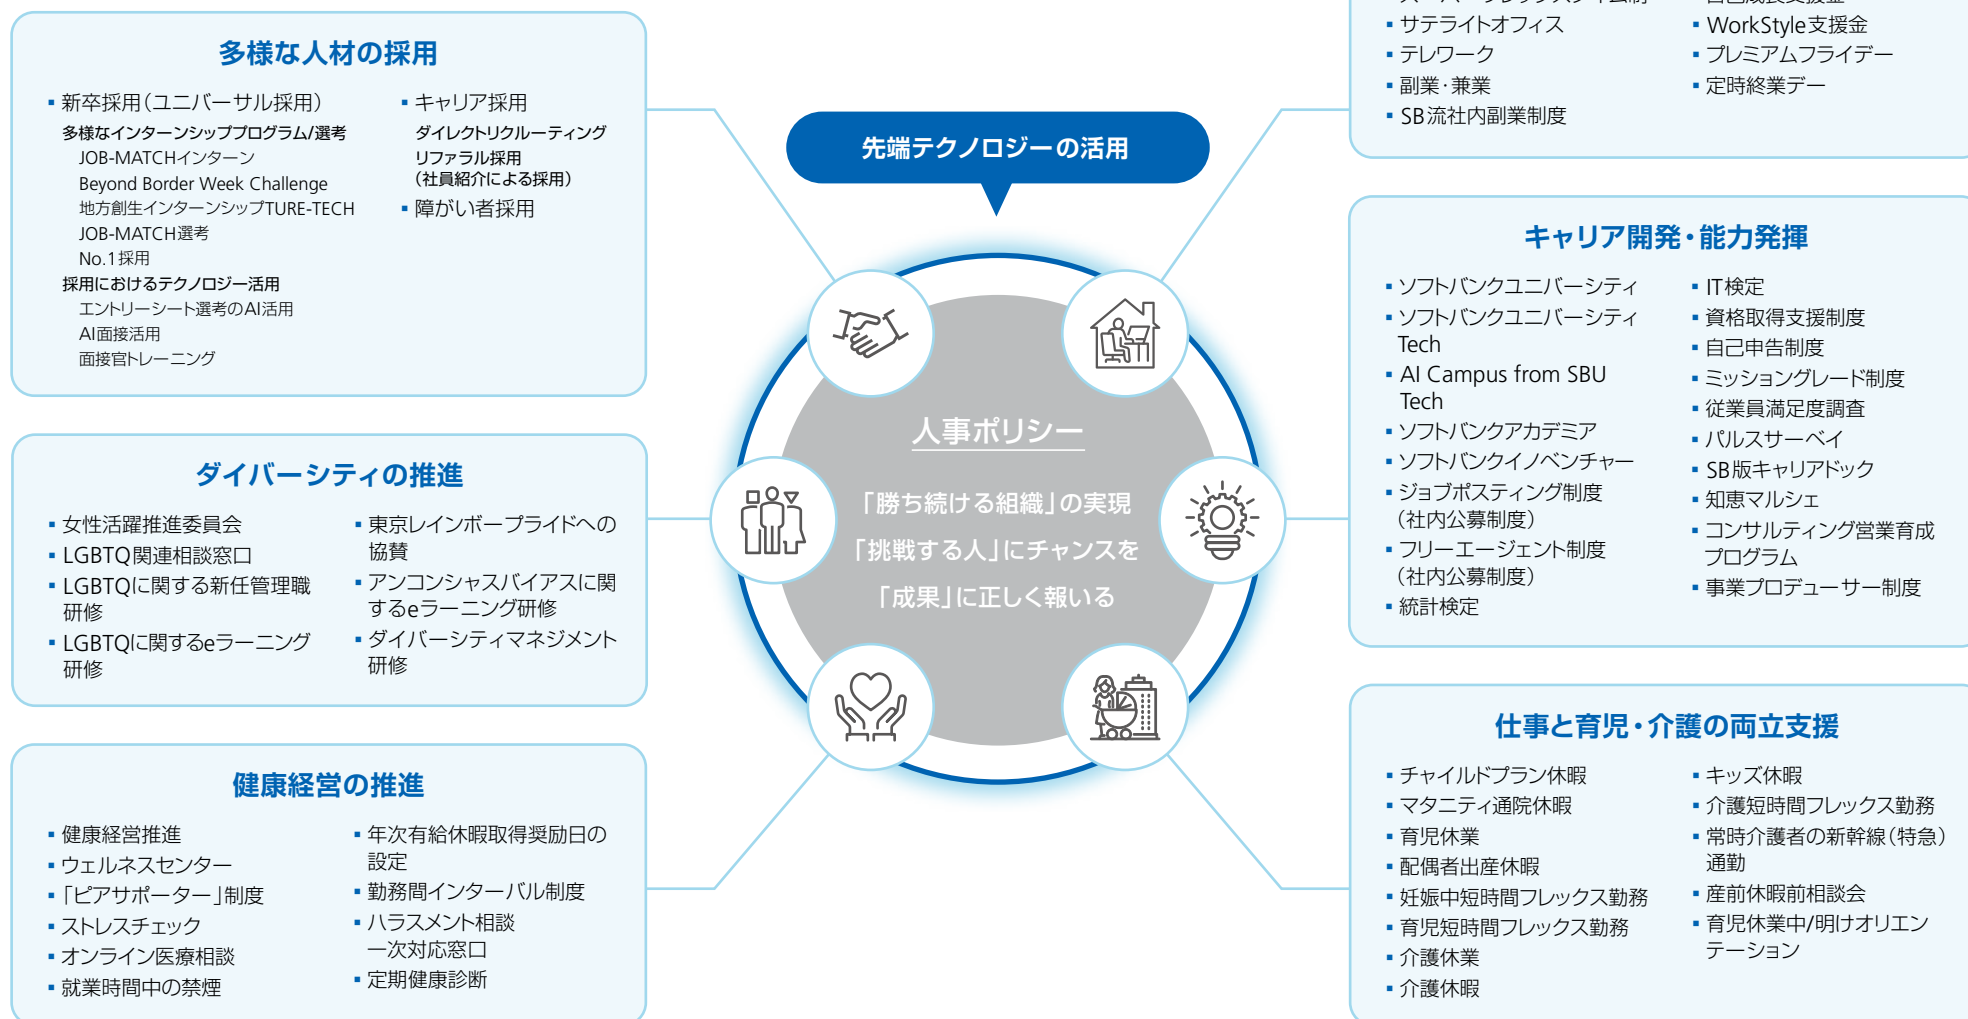 多様な人材の採用
新卒採用（ユニバーサル採用）
多様なインターンシッププログラム/選考
JOB-MATCHインターン
Beyond Border Week Challenge
地方創生インターンシップTURE-TECH
JOB-MATCH選考
No.1採用
採用におけるテクノロジー活用
エントリーシート選考のAI活用
AI面接活用
面接官トレーニング
キャリア採用
ダイレクトリクルーティング
リファラル採用
（社員紹介による採用）
障がい者採用
ダイバーシティの推進
女性活躍推進委員会
LGBTQ関連相談窓口
LGBTQに関する新任管理職
研修
LGBTQに関するeラーニング
研修
東京レインボープライドへの
協賛
アンコンシャスバイアスに関
するeラーニング研修
ダイバーシティマネジメント
研修
健康経営の推進
健康経営推進
ウェルネスセンター
「ピアサポーター」制度
ストレスチェック
オンライン医療相談
就業時間中の禁煙
年次有給休暇取得奨励日の
設定
勤務間インターバル制度
ハラスメント相談
一次対応窓口
定期健康診断
先端テクノロジーの活用
人事ポリシー
「勝ち続ける組織」の実現
「挑戦する人」にチャンスを
「成果」に正しく報いる
サテライトオフィス
テレワーク
副業・兼業
SB流社内副業制度
WorkStyle支援金
プレミアムフライデー
定時終業デー
キャリア開発・能力発揮
ソフトバンクユニバーシティ
ソフトバンクユニバーシティ
Tech
AI Campus from SBU
Tech
ソフトバンクアカデミア
ソフトバンクイノベンチャー
ジョブポスティング制度
（社内公募制度）
フリーエージェント制度
（社内公募制度）
統計検定
IT検定
資格取得支援制度
自己申告制度
ミッショングレード制度
従業員満足度調査
パルスサーベイ
SB版キャリアドック
知恵マルシェ
コンサルティング営業育成
プログラム
事業プロデューサー制度
仕事と育児・介護の両立支援
チャイルドプラン休暇
マタニティ通院休暇
育児休業
配偶者出産休暇
妊娠中短時間フレックス勤務
育児短時間フレックス勤務
介護休業
介護休暇
キッズ休暇
介護短時間フレックス勤務
常時介護者の新幹線（特急）
通勤
産前休暇前相談会
育児休業中/明けオリエン
テーション